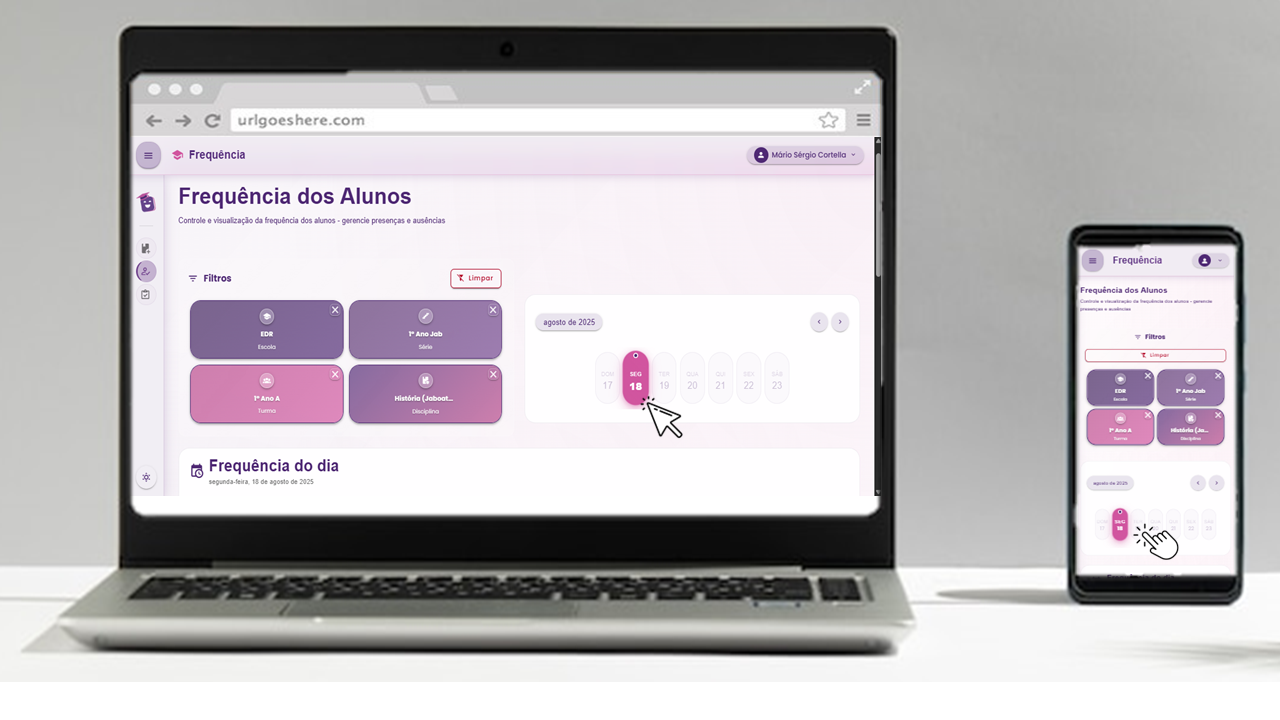 urlgoeshere.com
Frequência
Mário Sérgio Cortella
Frequência dos Alunos
Controle e visualização da frequência dos alunos - gerencie presenças e ausências
Filtros
Limpar
EDR
Escola
1º Ano Jab
Série
1º Ano A
Turma
História (Jaboat...
Disciplina
agosto de 2025
DOM SEG TER QUA QUI SEX SÁB
17 18 19 20 21 22 23
Frequência do dia
segunda-feira, 18 de agosto de 2025
Frequência
Frequência dos Alunos
Controle e visualização da frequência dos alunos - gerencie
presenças e ausências
Filtros
Limpar
EDR
Escola
1º Ano Jab
Série
1º Ano A
Turma
História (Ja...
Disciplina
agosto de 2025
SEG
18